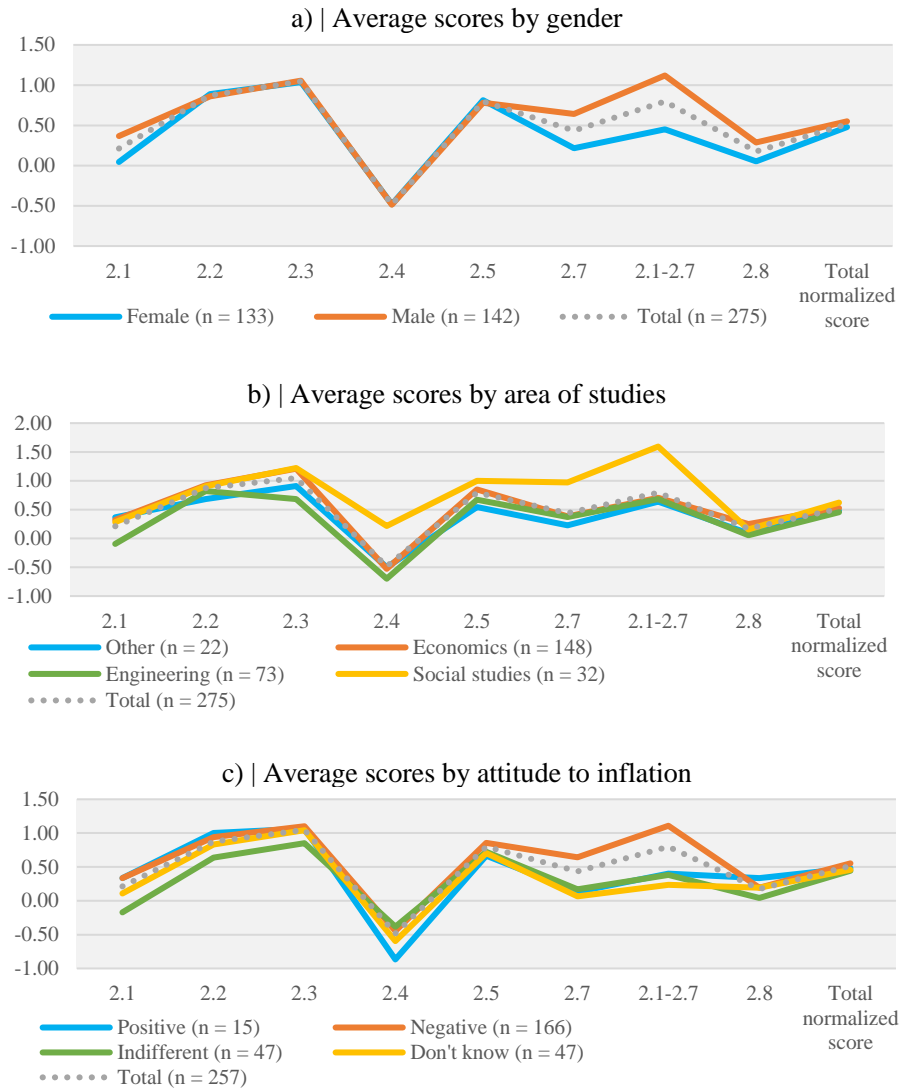 a) | Average scores by gender
1.50
1.00
0.50
0.00
-0.50
-1.00
2.1 2.2 2.3 2.4 2.5 2.7 2.1-2.7 2.8 Total normalized score
Female (n = 133) Male (n = 142) Total (n = 275)
b) | Average scores by area of studies
2.00
1.50
1.00
0.50
0.00
-0.50
-1.00
2.1 2.2 2.3 2.4 2.5 2.7 2.1-2.7 2.8 Total normalized score
Other (n = 22) Economics (n = 148)
Engineering (n = 73) Social studies (n = 32)
Total (n = 275)
c) | Average scores by attitude to inflation
1.50
1.00
0.50
0.00
-0.50
-1.00
2.1 2.2 2.3 2.4 2.5 2.7 2.1-2.7 2.8 Total normalized score
Positive (n = 15) Negative (n = 166)
Indifferent (n = 47) Don't know (n = 47)
Total (n = 257)